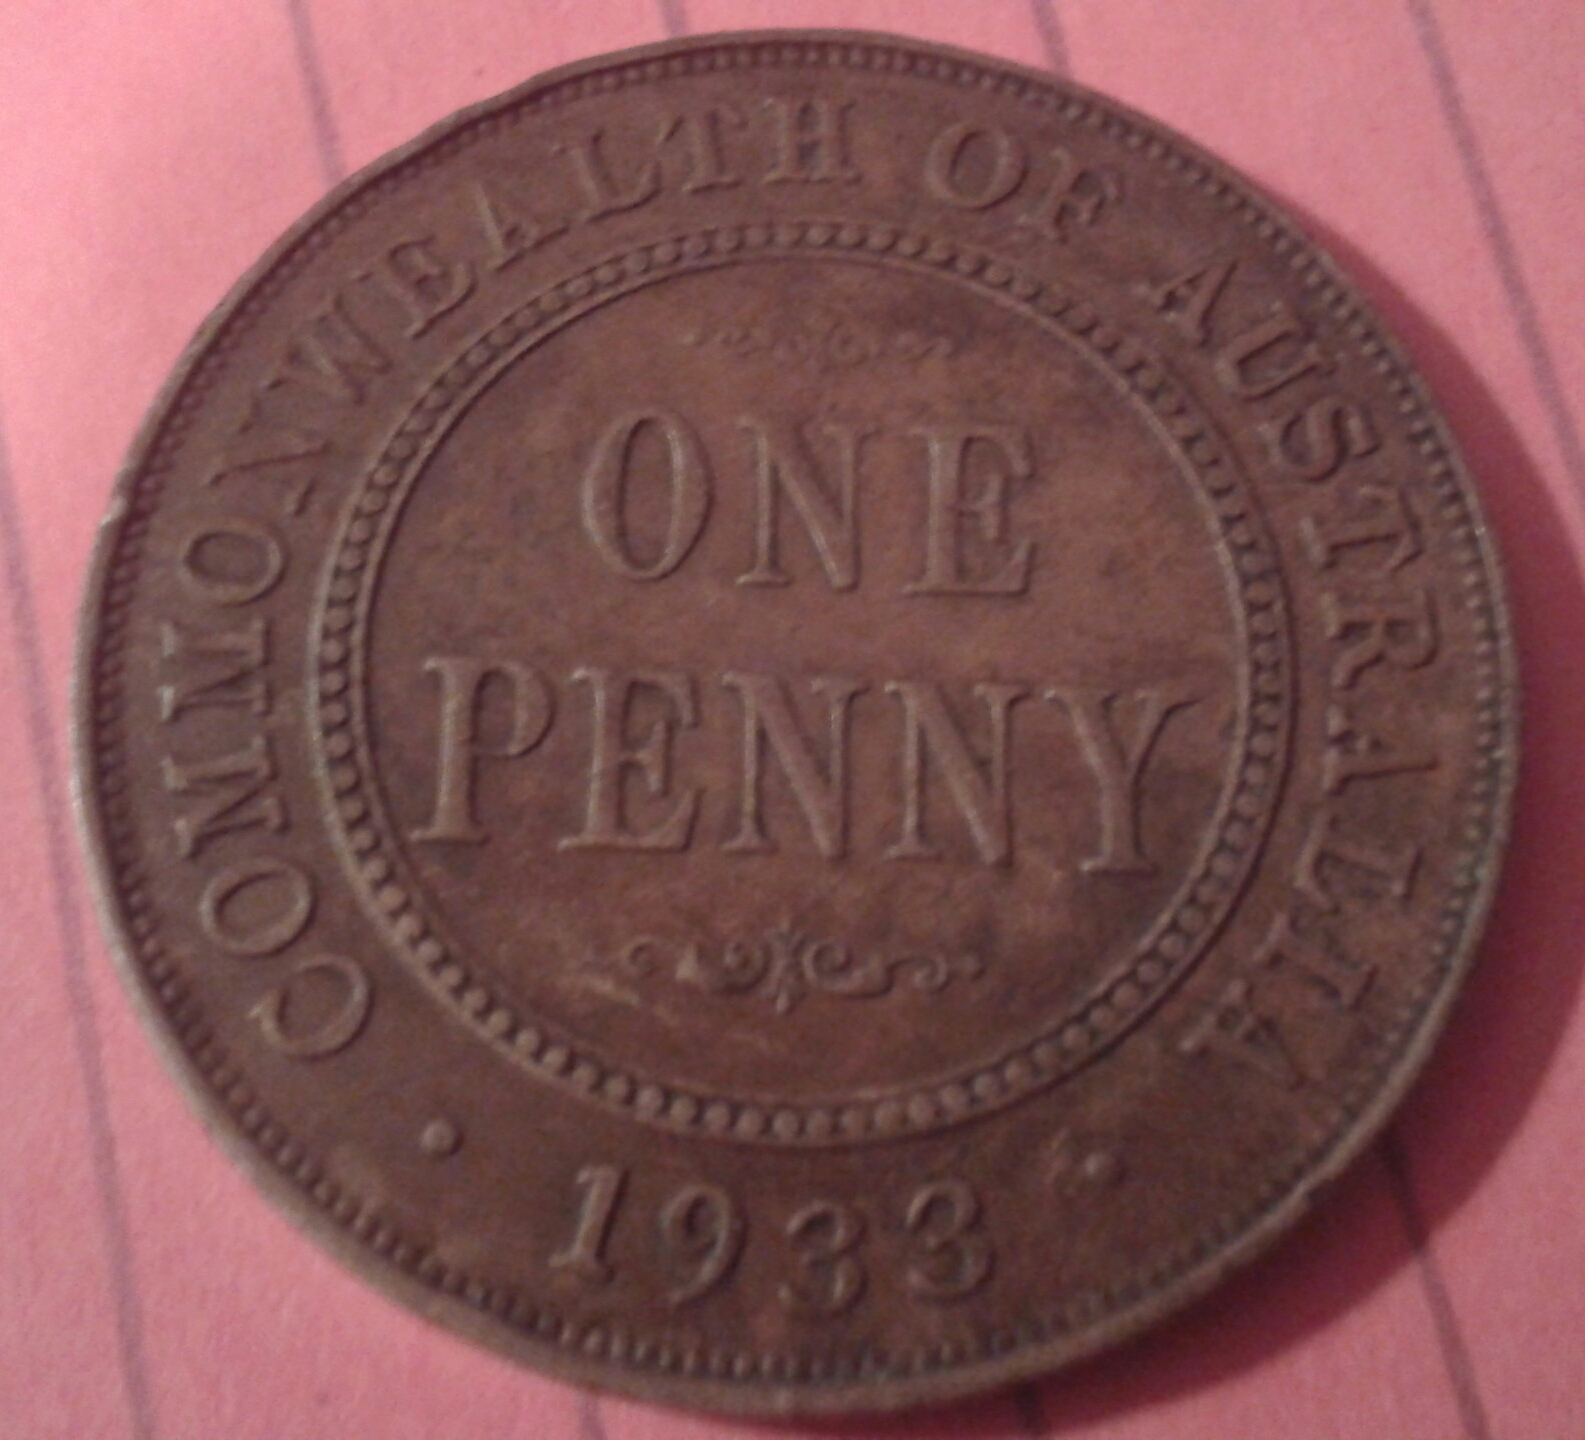 COMMONWEALTH OF AUSTRALIA
ONE
PENNY
· 1933 ·